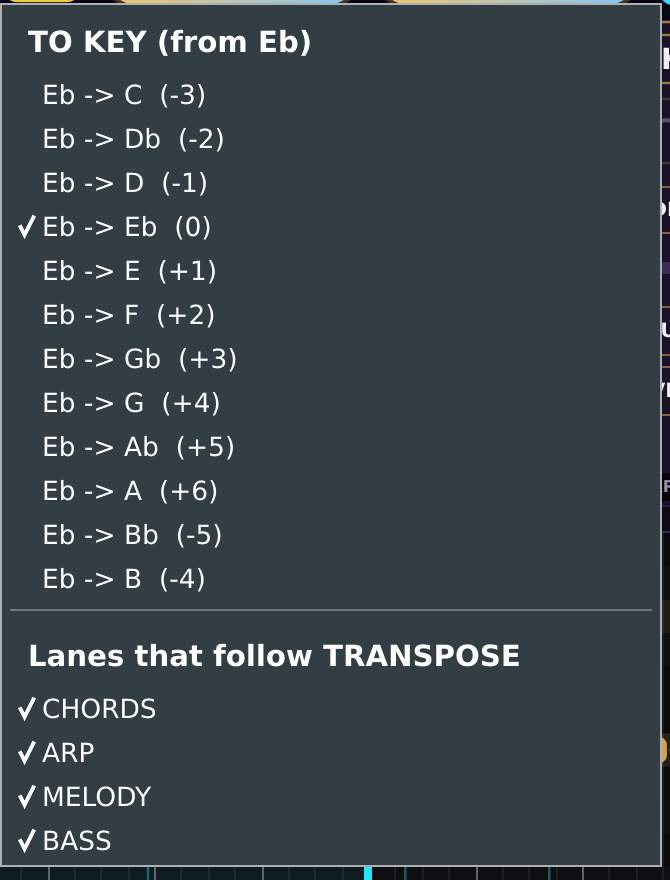 TO KEY (from Eb)
Eb -> C (-3)
Eb -> Db (-2)
Eb -> D (-1)
Eb -> Eb (0)
Eb -> E (+1)
Eb -> F (+2)
Eb -> Gb (+3)
Eb -> G (+4)
Eb -> Ab (+5)
Eb -> A (+6)
Eb -> Bb (-5)
Eb -> B (-4)
Lanes that follow TRANSPOSE
CHORDS
ARP
MELODY
BASS